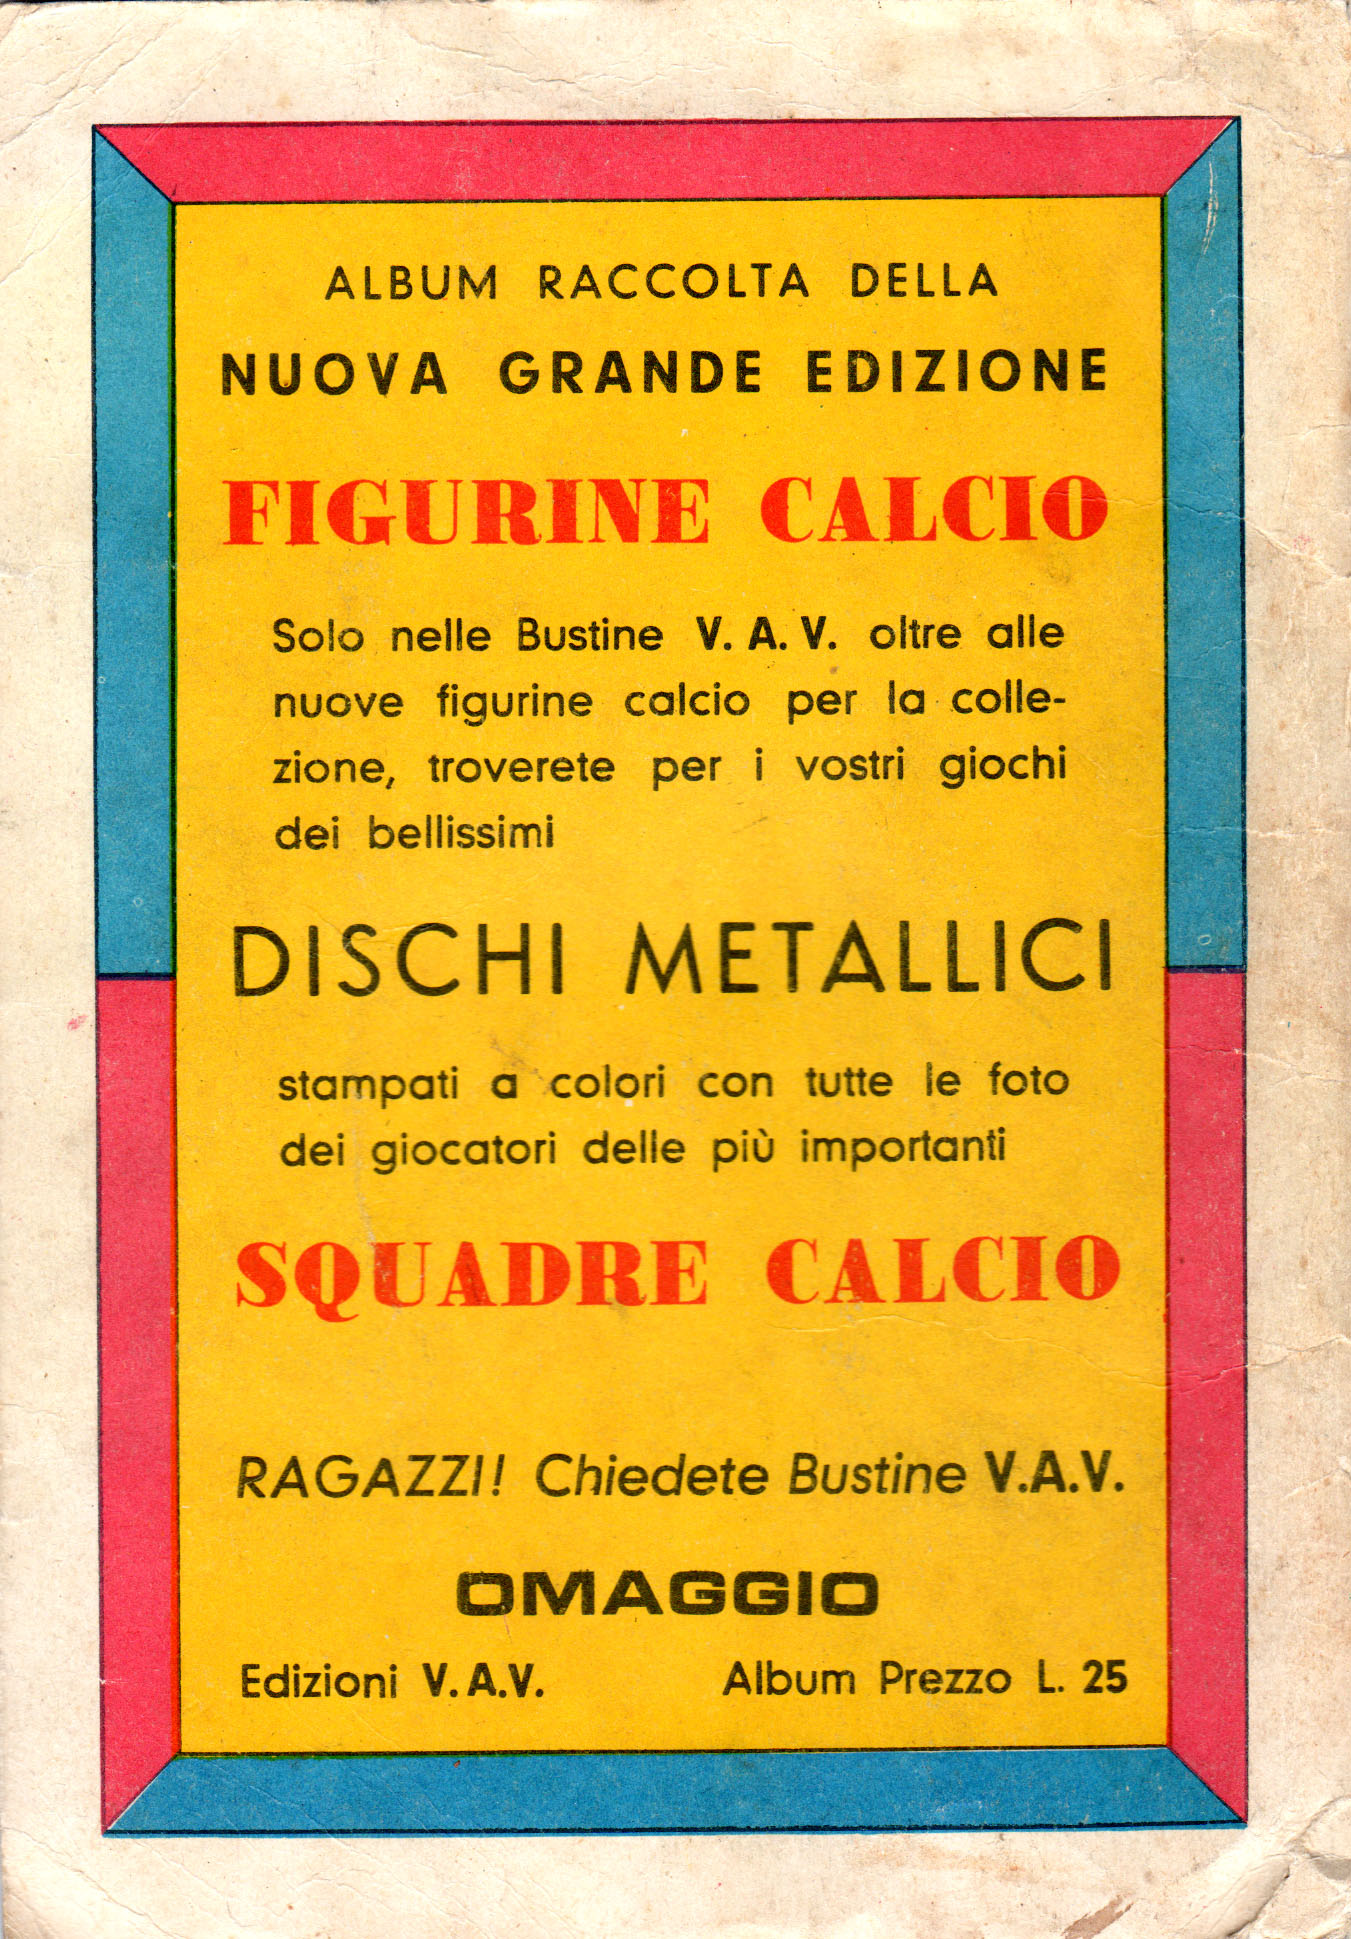 ALBUM RACCOLTA DELLA
NUOVA GRANDE EDIZIONE
FIGURINE CALCIO
Solo nelle Bustine V. A. V. oltre alle
nuove figurine calcio per la colle-
zione, troverete per i vostri giochi
dei bellissimi
DISCHI METALLICI
stampati a colori con tutte le foto
dei giocatori delle più importanti
SQUADRE CALCIO
RAGAZZI! Chiedete Bustine V.A.V.
OMAGGIO
Edizioni V.A.V. Album Prezzo L. 25